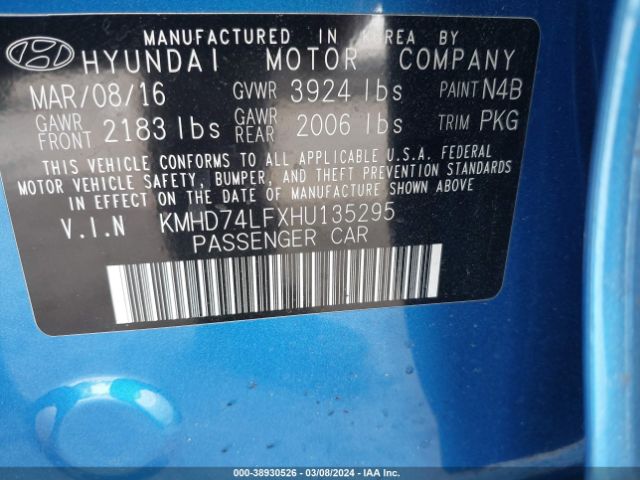 MANUFACTURED IN KOREA BY
HYUNDAI MOTOR COMPANY
MAR/08/16 GVWR 3924 lbs PAINT N4B
GAWR FRONT 2183 lbs GAWR REAR 2006 lbs TRIM PKG
THIS VEHICLE CONFORMS TO ALL APPLICABLE U.S.A. FEDERAL
MOTOR VEHICLE SAFETY, BUMPER, AND THEFT PREVENTION STANDARDS
IN EFFECT ON THE DATE OF MANUFACTURE SHOWN ABOVE.
V.I.N KMHD74LFXHU135295
PASSENGER CAR
000-38930526 - 03/08/2024 - IAA Inc.